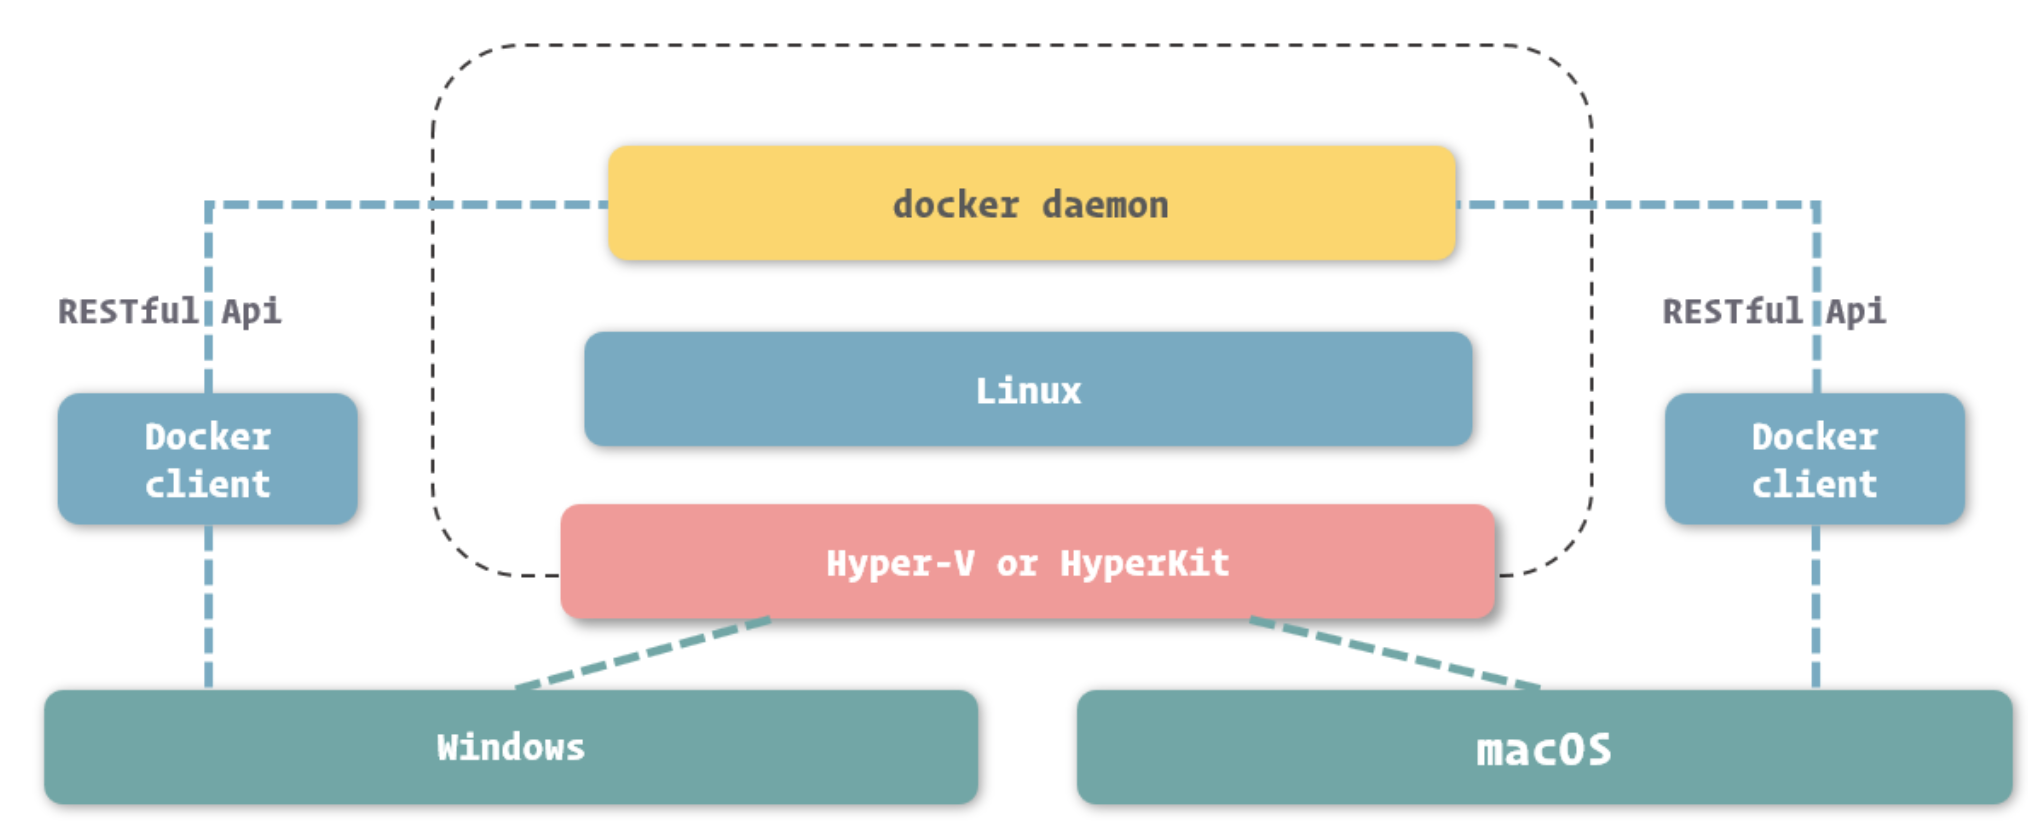 docker daemon
RESTful Api
RESTful Api
Linux
Docker
client
Docker
client
Hyper-V or HyperKit
Windows
macOS